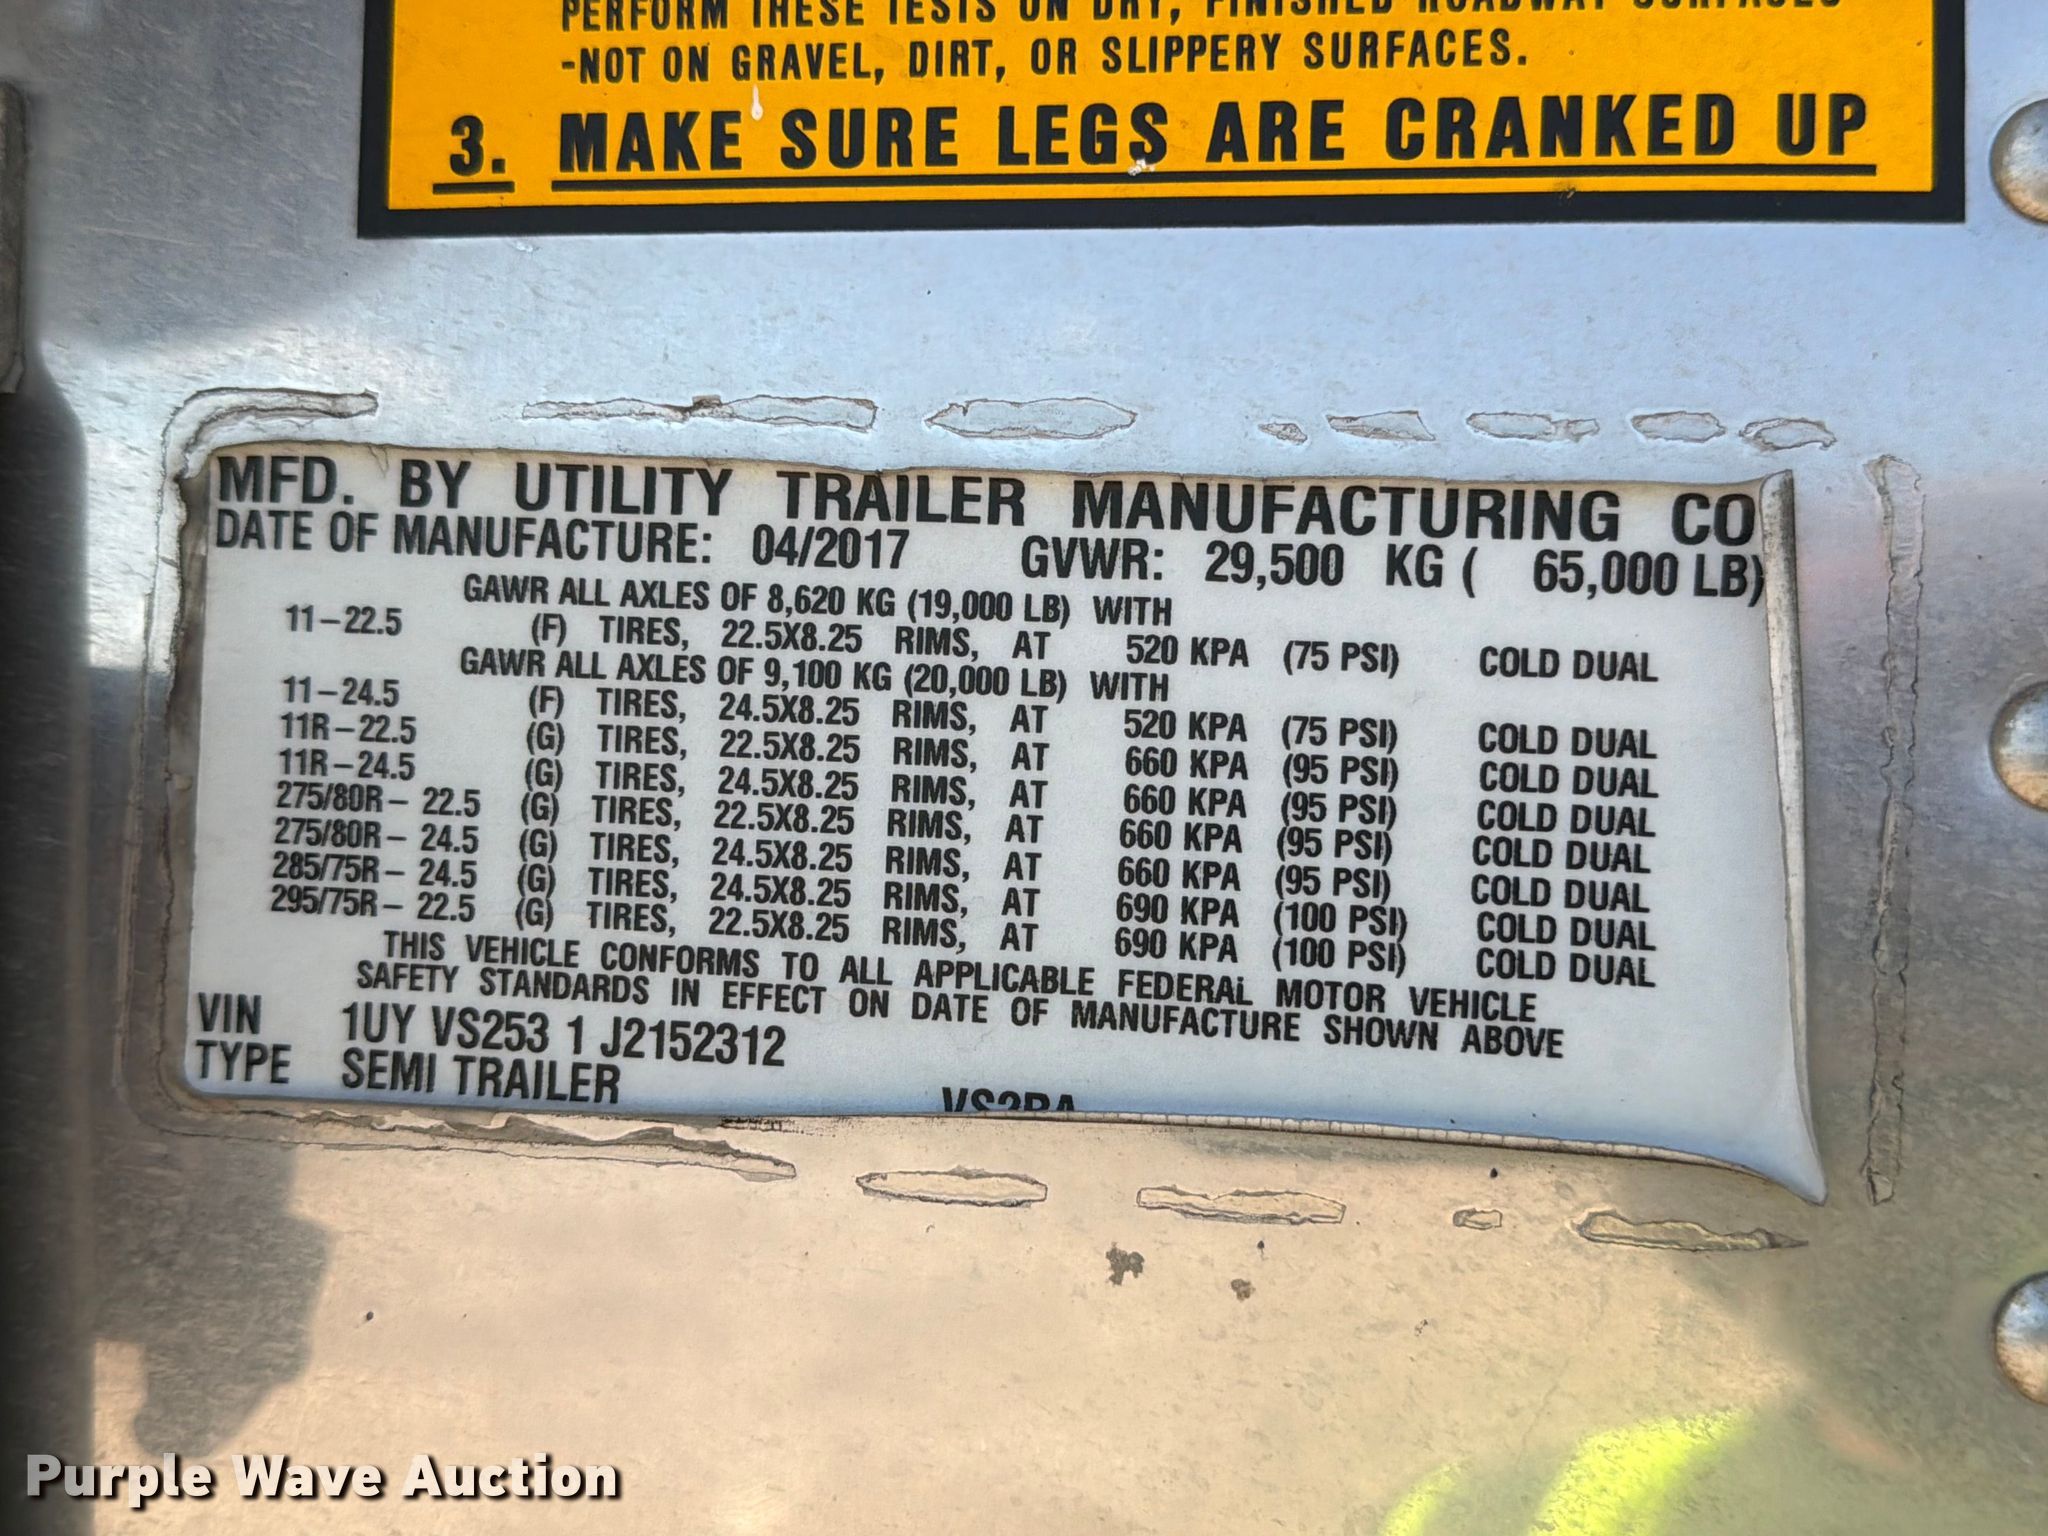 PERFORM THESE TESTS ON DRY, FINISHED ROADWAY SURFACES
-NOT ON GRAVEL, DIRT, OR SLIPPERY SURFACES.
3. MAKE SURE LEGS ARE CRANKED UP
MFD. BY UTILITY TRAILER MANUFACTURING CO
DATE OF MANUFACTURE: 04/2017 GVWR: 29,500 KG ( 65,000 LB)
GAWR ALL AXLES OF 8,620 KG (19,000 LB) WITH
11-22.5 (F) TIRES, 22.5X8.25 RIMS, AT 520 KPA (75 PSI) COLD DUAL
GAWR ALL AXLES OF 9,100 KG (20,000 LB) WITH
11-24.5 (F) TIRES, 24.5X8.25 RIMS, AT 520 KPA (75 PSI) COLD DUAL
11R-22.5 (G) TIRES, 22.5X8.25 RIMS, AT 660 KPA (95 PSI) COLD DUAL
11R-24.5 (G) TIRES, 24.5X8.25 RIMS, AT 660 KPA (95 PSI) COLD DUAL
275/80R- 22.5 (G) TIRES, 22.5X8.25 RIMS, AT 660 KPA (95 PSI) COLD DUAL
275/80R- 24.5 (G) TIRES, 24.5X8.25 RIMS, AT 660 KPA (95 PSI) COLD DUAL
285/75R- 24.5 (G) TIRES, 24.5X8.25 RIMS, AT 690 KPA (100 PSI) COLD DUAL
295/75R- 22.5 (G) TIRES, 22.5X8.25 RIMS, AT 690 KPA (100 PSI) COLD DUAL
THIS VEHICLE CONFORMS TO ALL APPLICABLE FEDERAL MOTOR VEHICLE
SAFETY STANDARDS IN EFFECT ON DATE OF MANUFACTURE SHOWN ABOVE
VIN 1UY VS253 1 J2152312
TYPE SEMI TRAILER
Purple Wave Auction